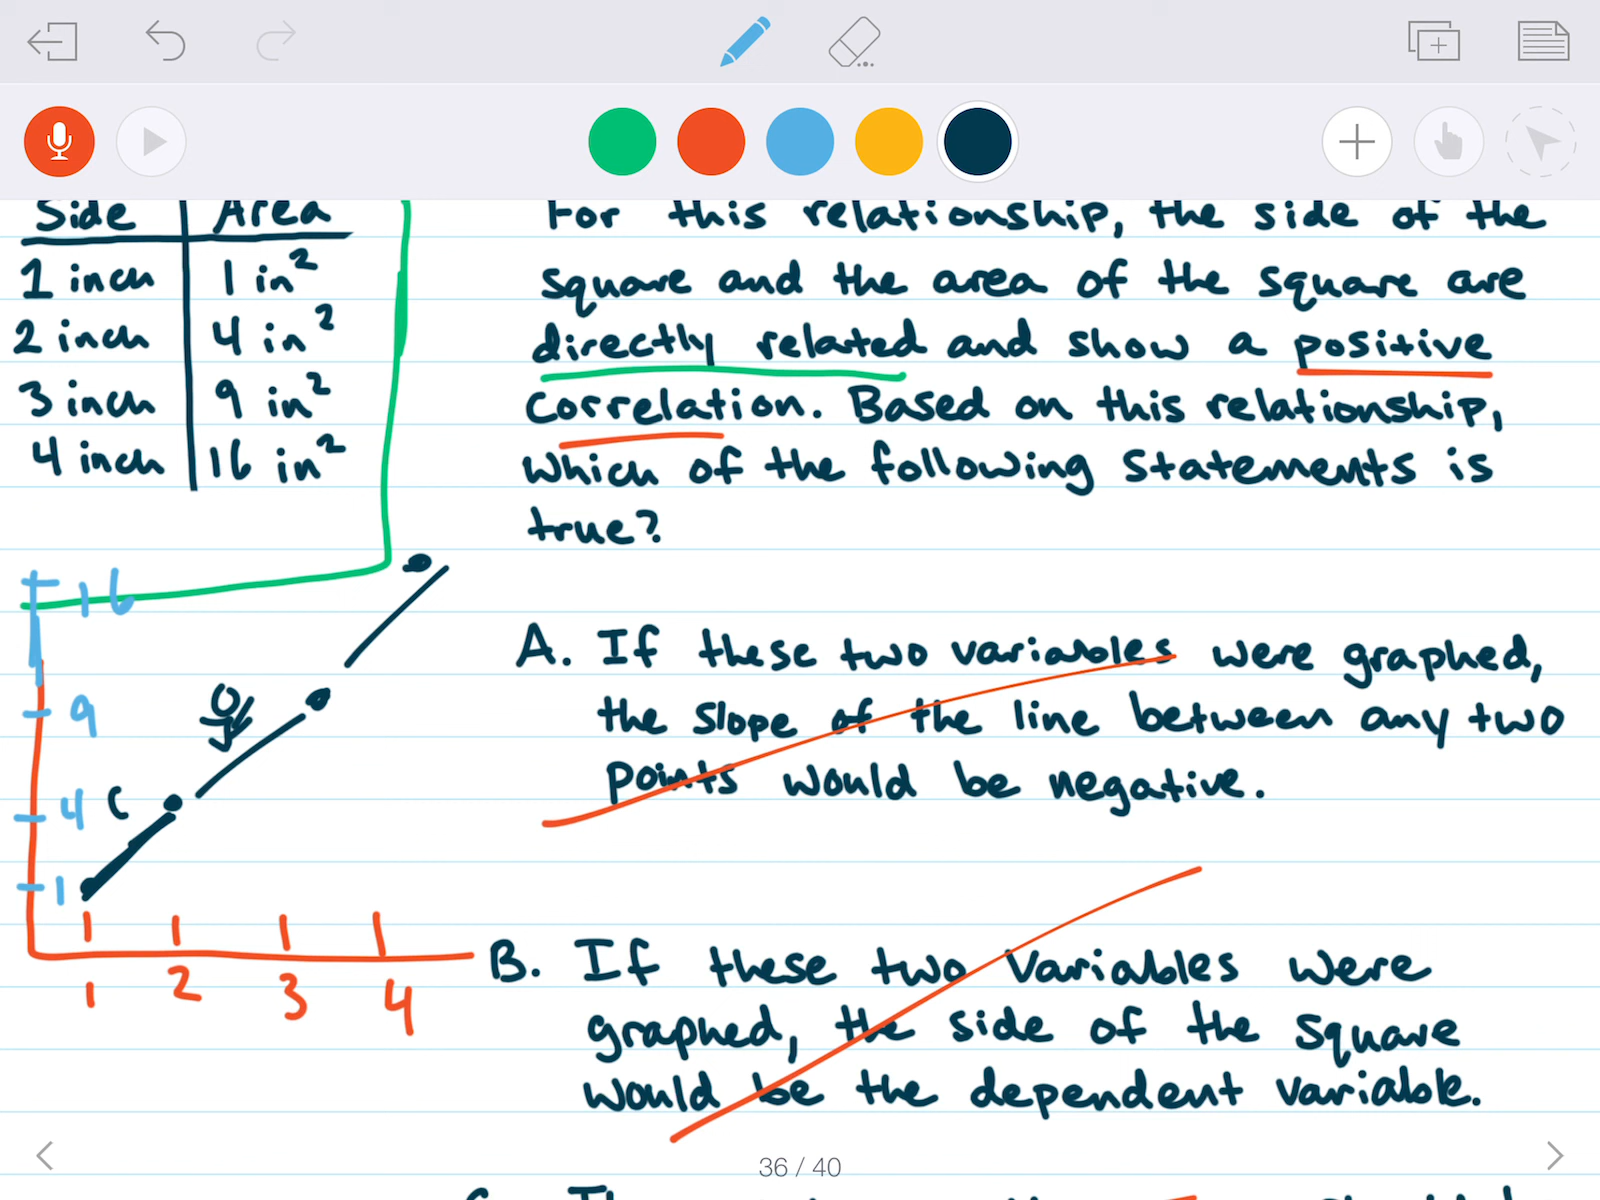 Side Area
1 inch 1 in²
2 inch 4 in²
3 inch 9 in²
4 inch 16 in²
For this relationship, the side of the
square and the area of the square are
directly related and show a positive
correlation. Based on this relationship,
which of the following statements is
true?
16
9
4
1
1 2 3 4
A. If these two variables were graphed,
the slope of the line between any two
points would be negative.
B. If these two variables were
graphed, the side of the square
would be the dependent variable.
36 / 40